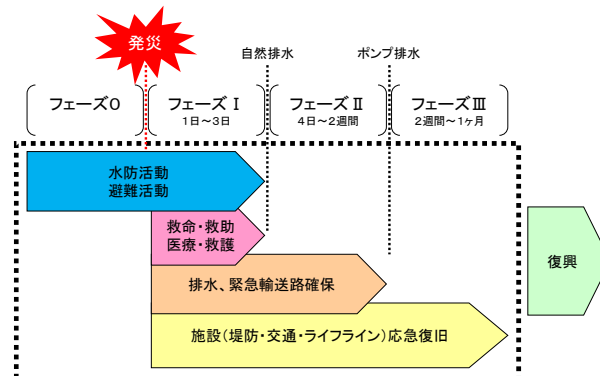 発災
自然排水
ポンプ排水
フェーズ0
フェーズⅠ
1日～3日
フェーズⅡ
4日～2週間
フェーズⅢ
2週間～1ヶ月
水防活動
避難活動
救命・救助
医療・救護
排水、緊急輸送路確保
施設(堤防・交通・ライフライン)応急復旧
復興